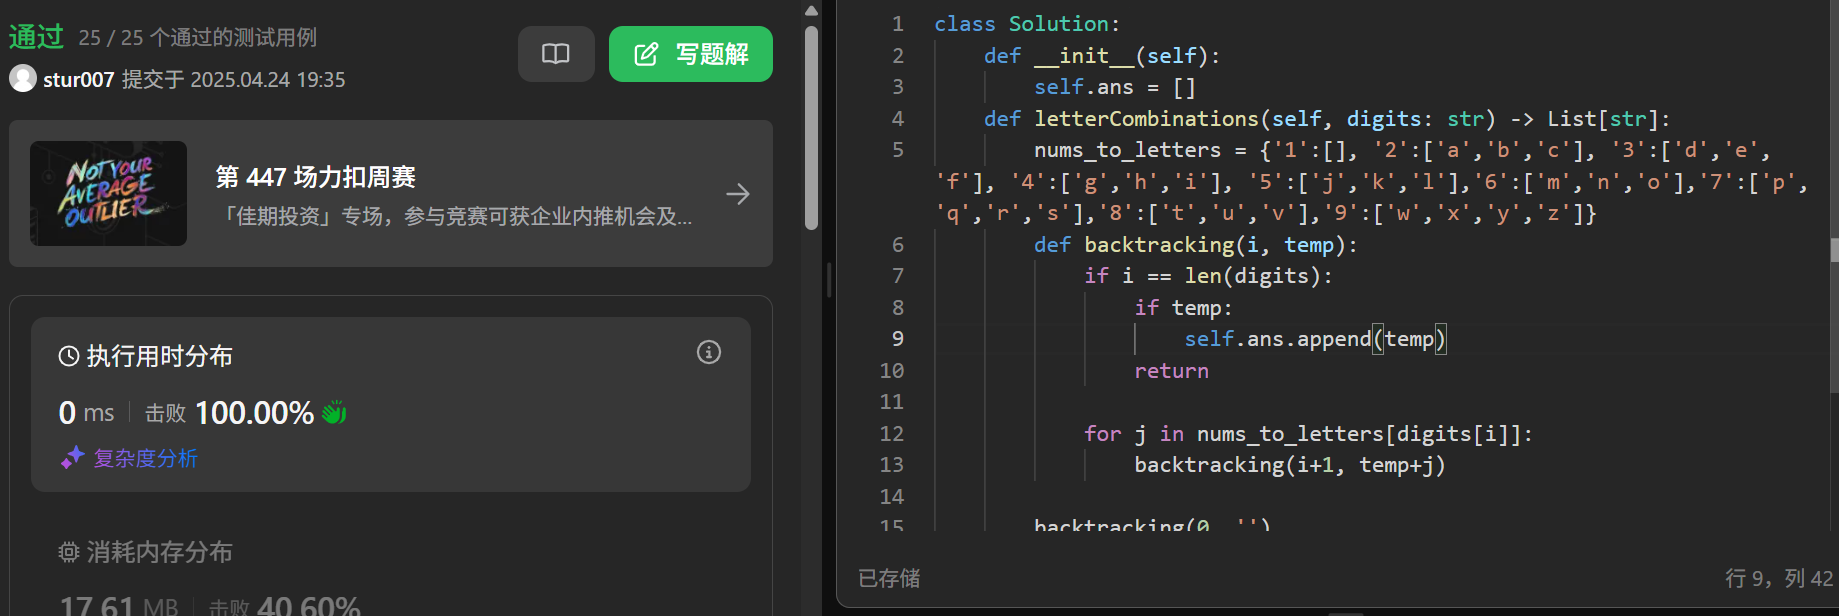 通过 25 / 25 个通过的测试用例
stur007 提交于 2025.04.24 19:35
写题解
NOT YOUR
AVERAGE
OUTLIER
第 447 场力扣周赛
「佳期投资」专场，参与竞赛可获企业内推机会及...
执行用时分布
0 ms 击败 100.00%
复杂度分析
消耗内存分布
17.61 MB 击败 40.60%
1 class Solution:
2     def __init__(self):
3         self.ans = []
4     def letterCombinations(self, digits: str) -> List[str]:
5         nums_to_letters = {'1':[], '2':['a','b','c'], '3':['d','e',
'f'], '4':['g','h','i'], '5':['j','k','l'],'6':['m','n','o'],'7':['p',
'q','r','s'],'8':['t','u','v'],'9':['w','x','y','z']}
6         def backtracking(i, temp):
7             if i == len(digits):
8                 if temp:
9                     self.ans.append(temp)
10                 return
11
12             for j in nums_to_letters[digits[i]]:
13                 backtracking(i+1, temp+j)
14
15         backtracking(0, '')
已存储
行 9，列 42